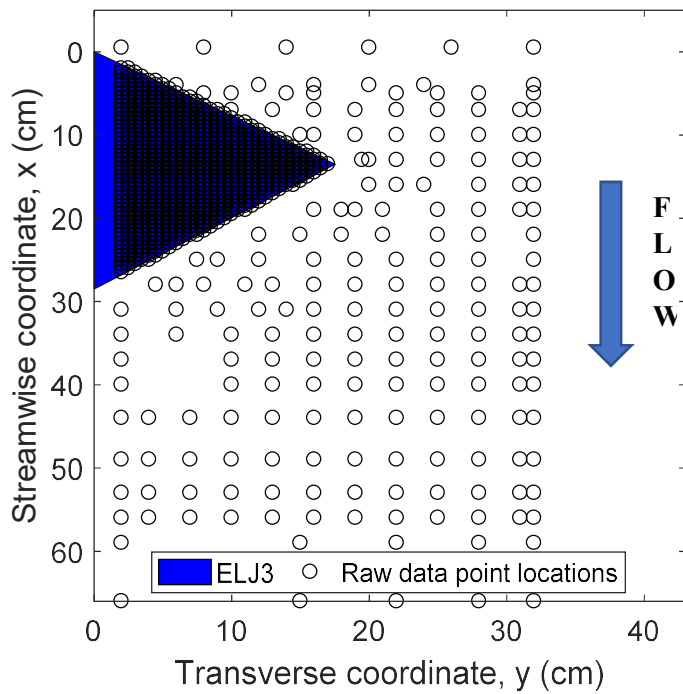 0
10
20
30
40
50
60
Streamwise coordinate, x (cm)
F
L
O
W
ELJ3
Raw data point locations
0
10
20
30
40
Transverse coordinate, y (cm)